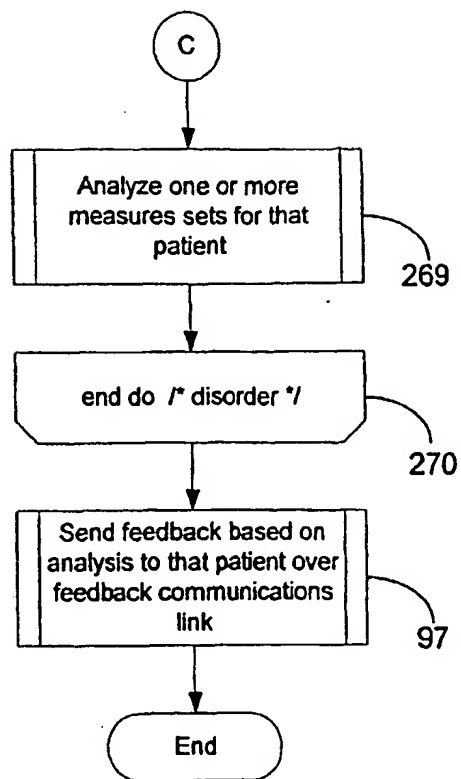 C
Analyze one or more
measures sets for that
patient
269
end do /* disorder */
270
Send feedback based on
analysis to that patient over
feedback communications
link
97
End